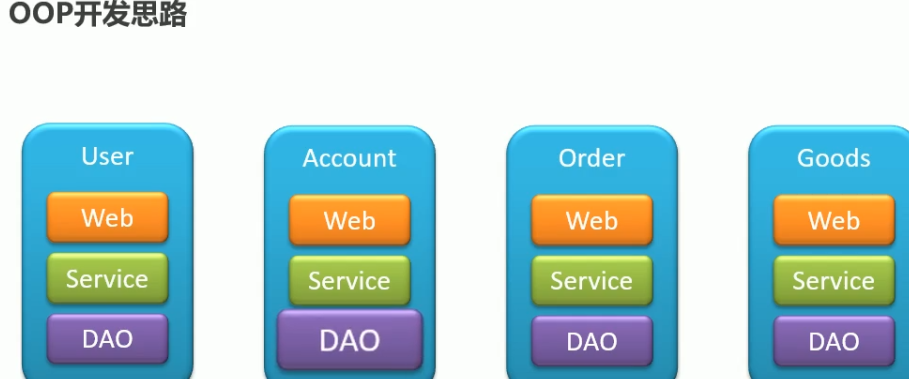 OOP开发思路
User
Web
Service
DAO
Account
Web
Service
DAO
Order
Web
Service
DAO
Goods
Web
Service
DAO